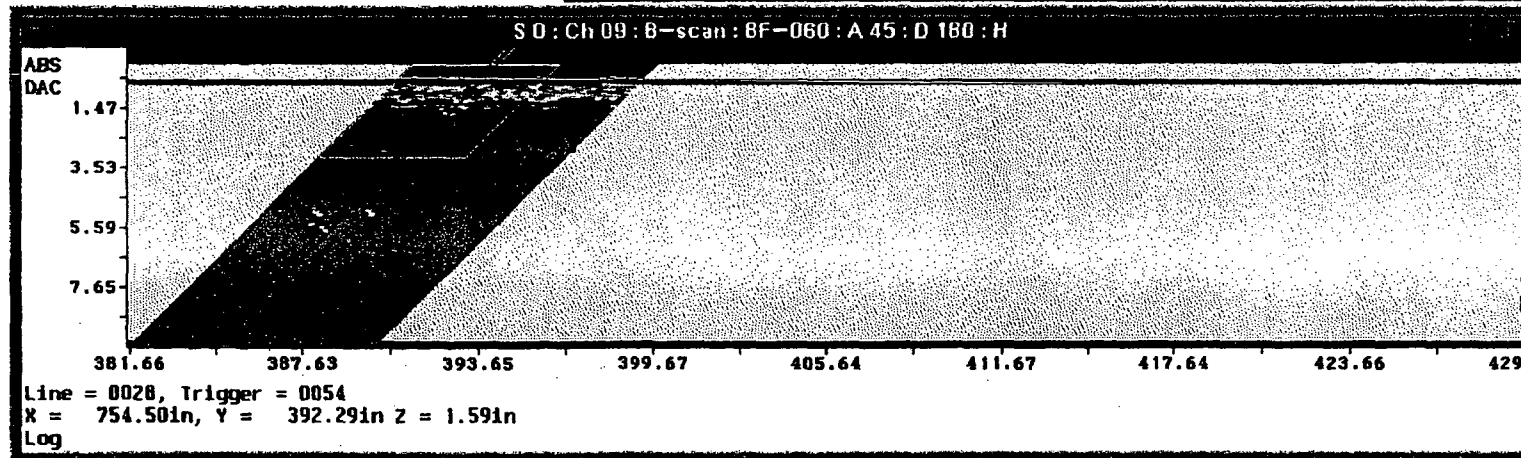 S 0 : Ch 09 : B-scan : BF-060 : A 45 : D 180 : H
ABS
DAC
1.47
3.53
5.59
7.65
381.66 387.63 393.65 399.67 405.64 411.67 417.64 423.66 429
Line = 0028, Trigger = 0054
X = 754.50in, Y = 392.29in Z = 1.59in
Log